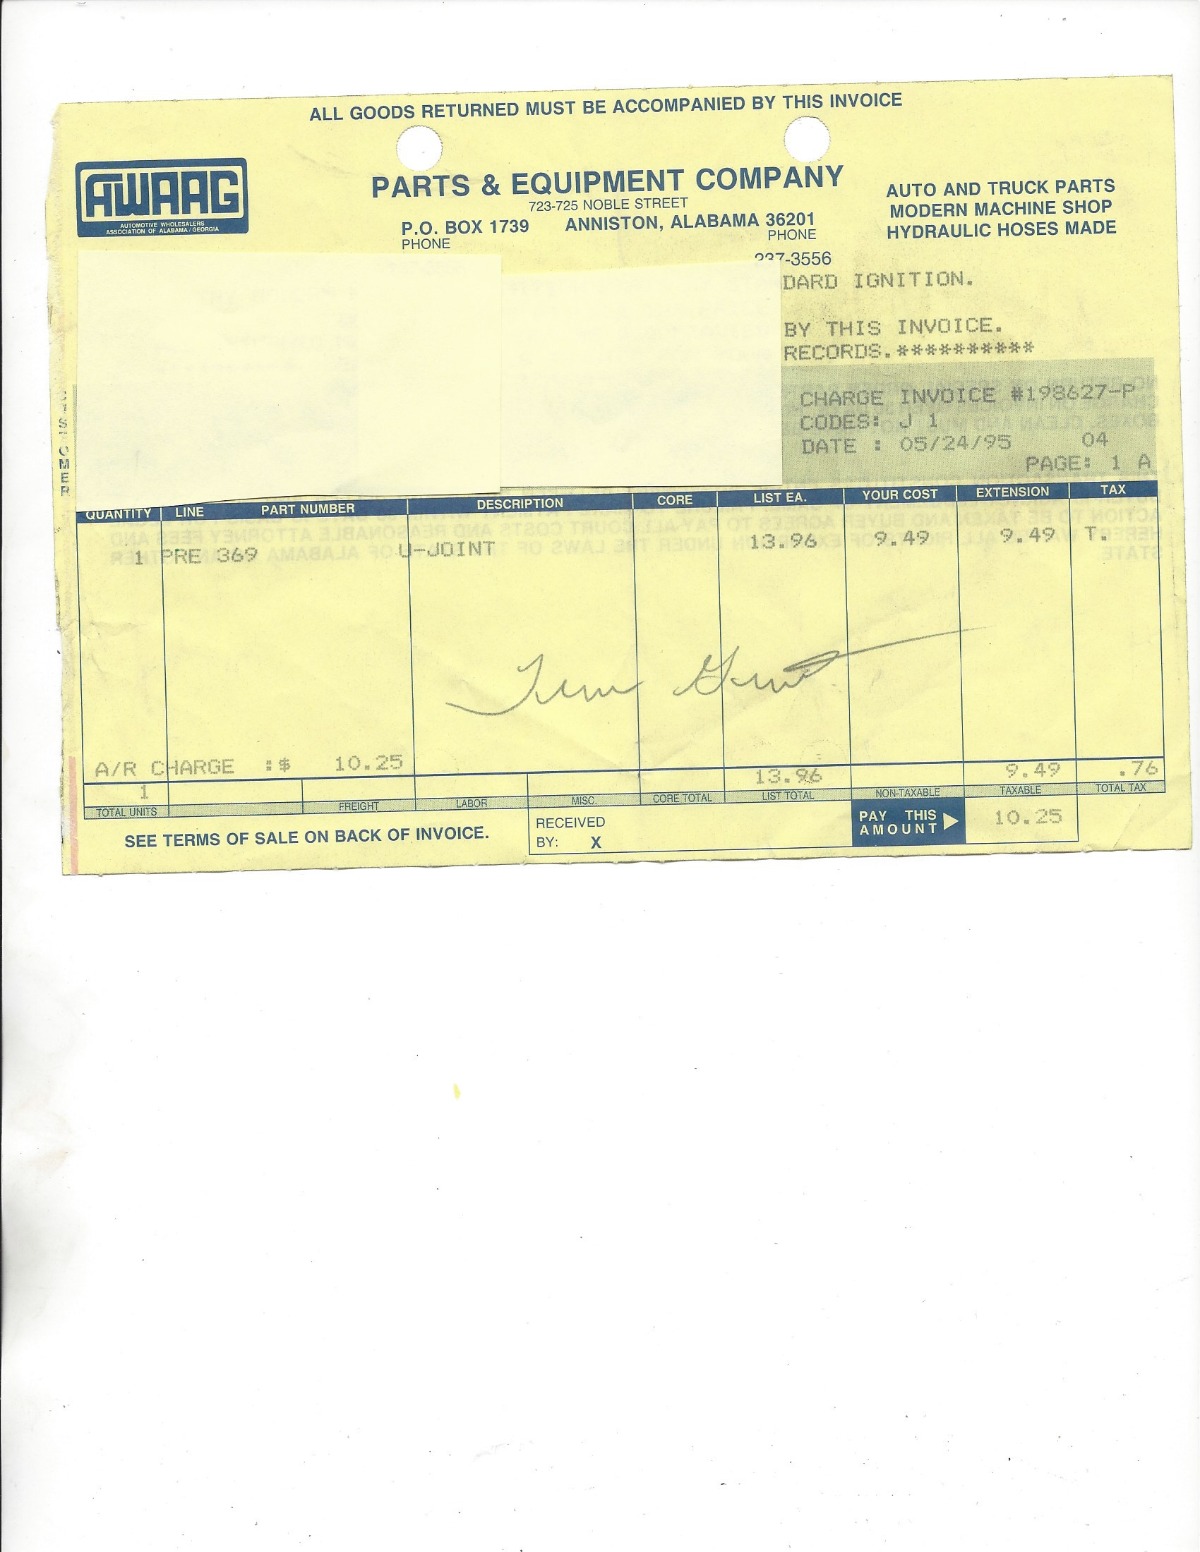 ALL GOODS RETURNED MUST BE ACCOMPANIED BY THIS INVOICE
AWAAG
AUTOMOTIVE WHOLESALERS
ASSOCIATION OF ALABAMA/GEORGIA
PARTS & EQUIPMENT COMPANY
723-725 NOBLE STREET
P.O. BOX 1739 ANNISTON, ALABAMA 36201
PHONE PHONE
237-3556
AUTO AND TRUCK PARTS
MODERN MACHINE SHOP
HYDRAULIC HOSES MADE
DARD IGNITION.
BY THIS INVOICE.
RECORDS.**********
CHARGE INVOICE #198627-P
CODES: J 1
DATE : 05/24/95 04
PAGE: 1 A
QUANTITY LINE PART NUMBER DESCRIPTION CORE LIST EA. YOUR COST EXTENSION TAX
1 PRE 369 U-JOINT 13.96 9.49 9.49 T.
A/R CHARGE :$ 10.25
1 13.96 9.49 .76
TOTAL UNITS FREIGHT LABOR MISC. CORE TOTAL LIST TOTAL NON-TAXABLE TAXABLE TOTAL TAX
SEE TERMS OF SALE ON BACK OF INVOICE.
RECEIVED
BY: X
PAY THIS
AMOUNT
10.25